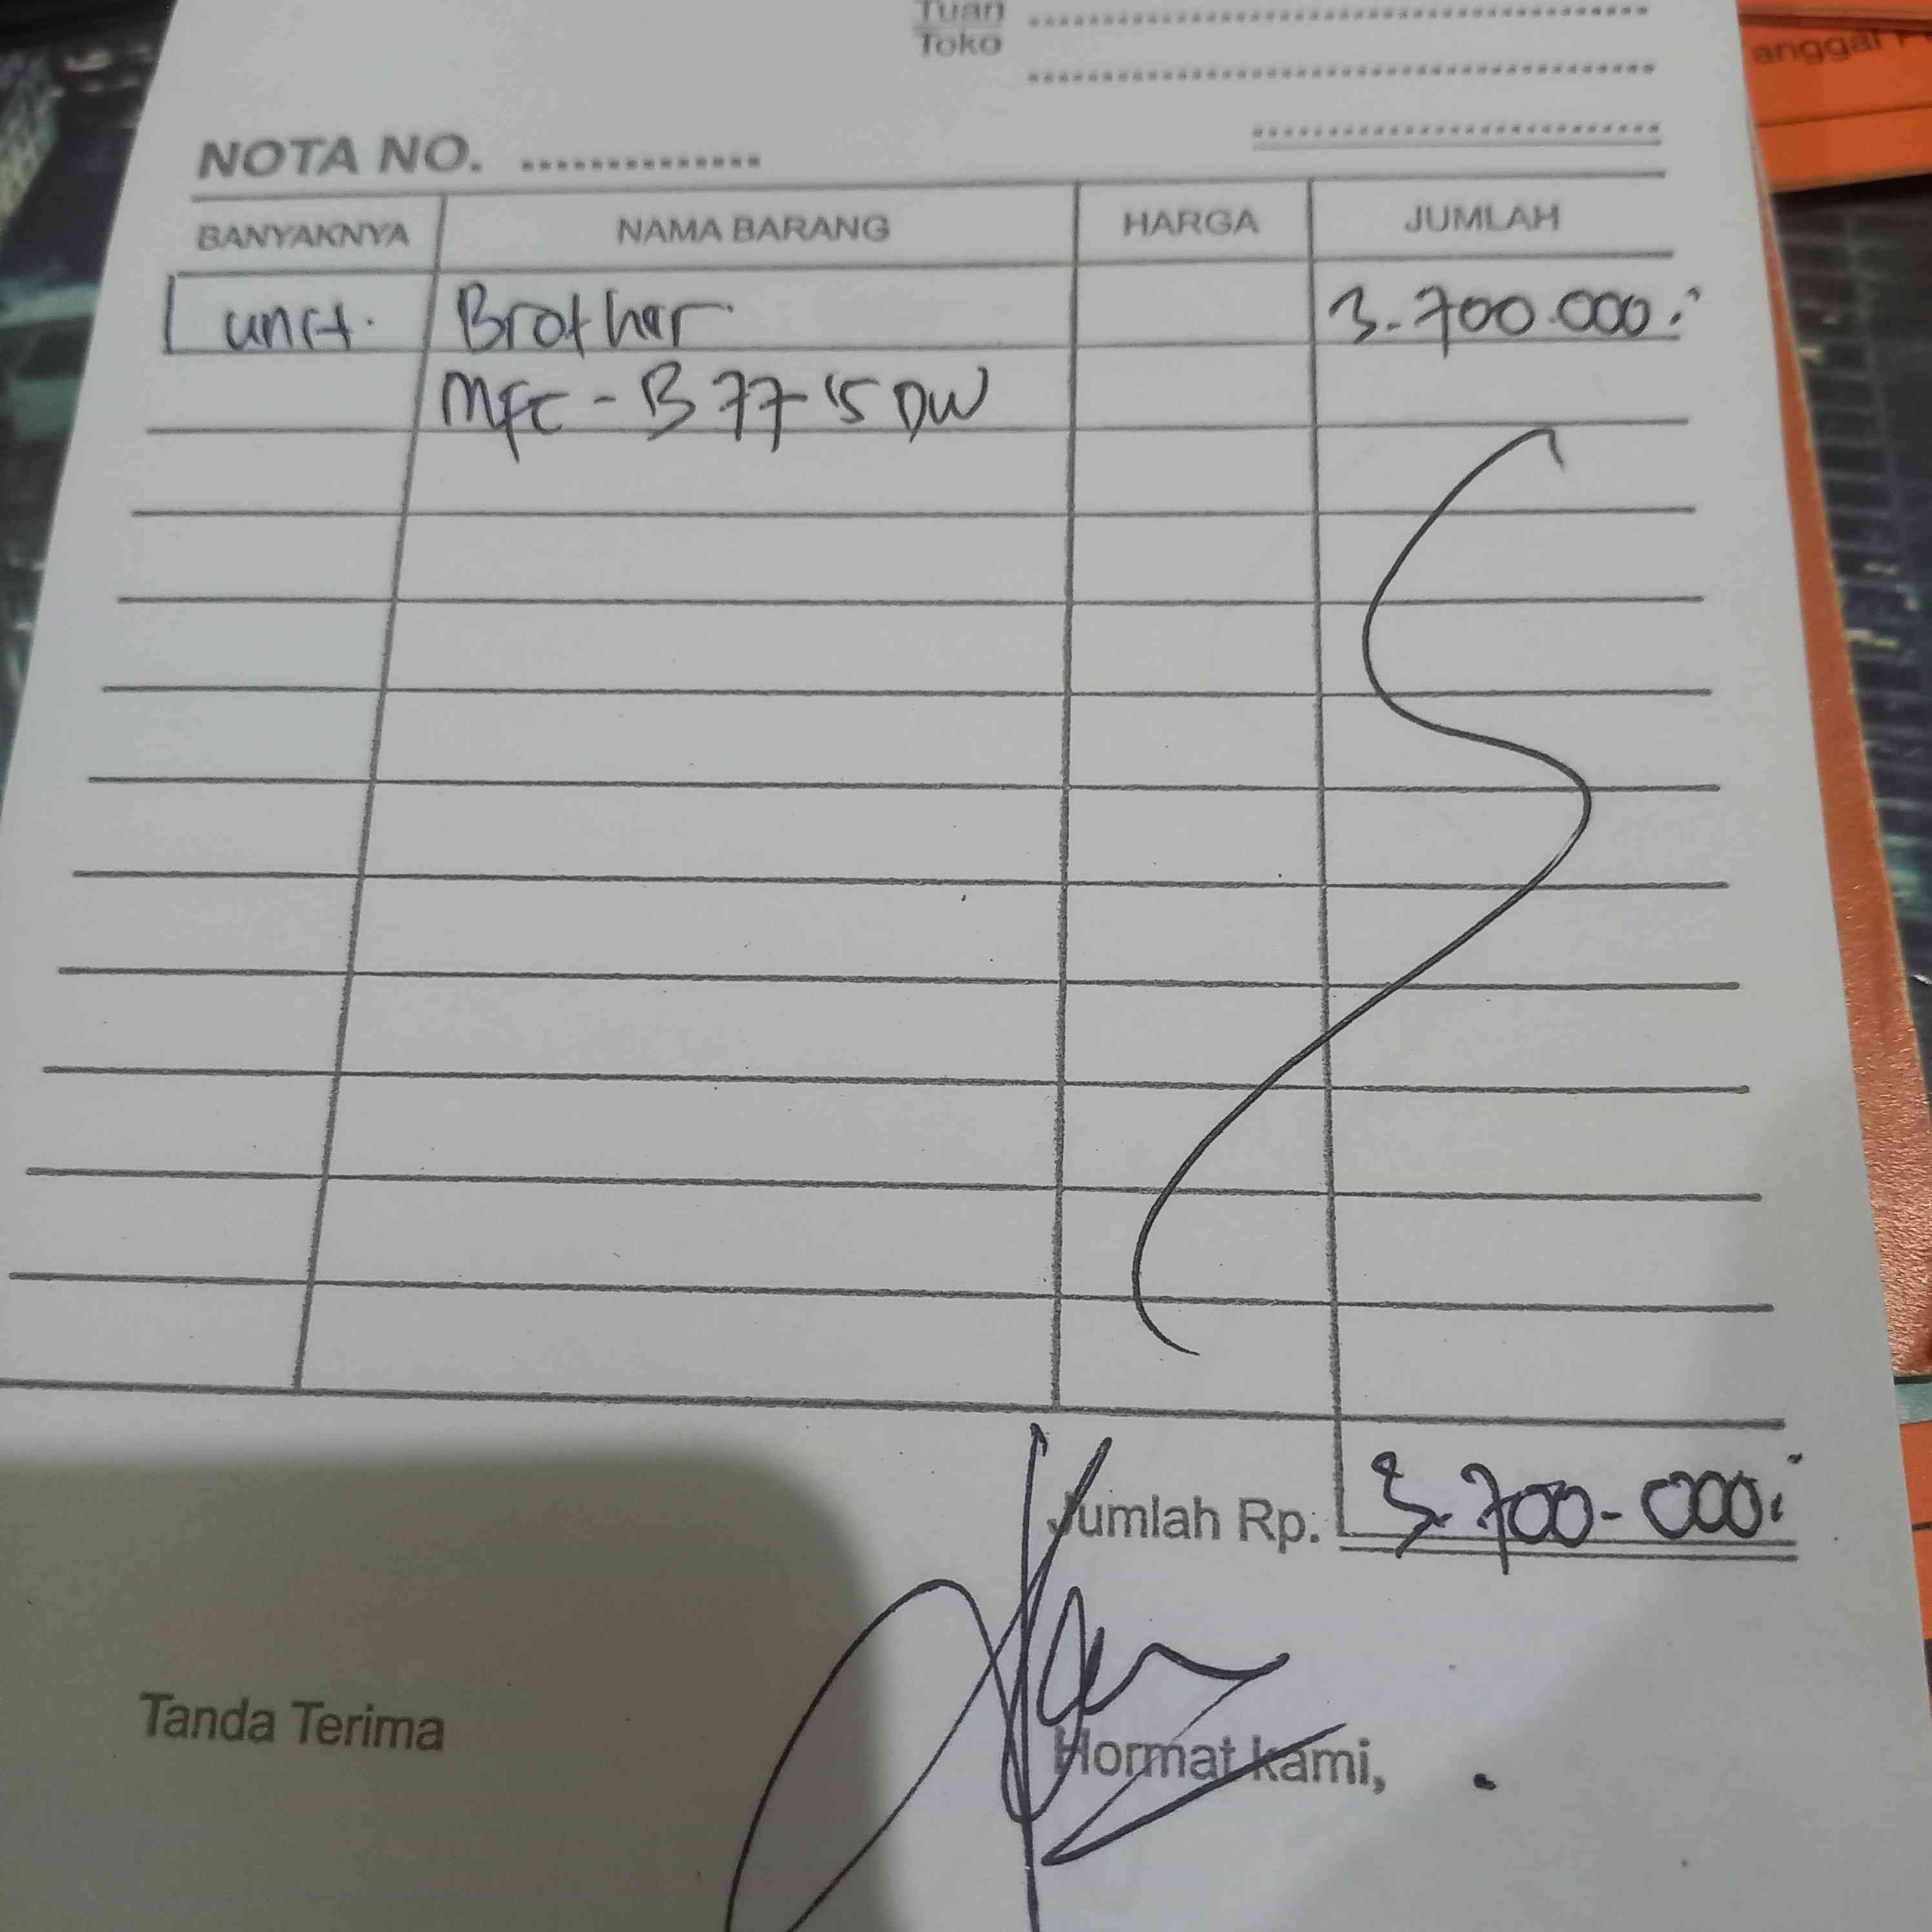 Tuan
Toko
anggal
NOTA NO. ..............
BANYAKNYA NAMA BARANG HARGA JUMLAH
1 unit. Brother 3.700.000.-
MFC-B7715DW
Jumlah Rp. 3.700.000.-
Tanda Terima
Hormat kami,